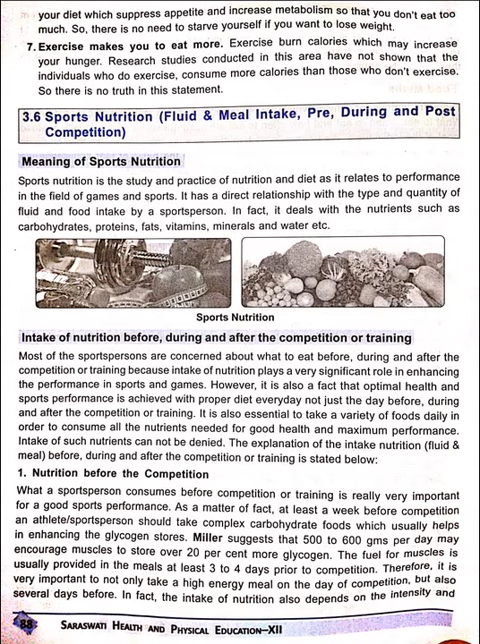 your diet which suppress appetite and increase metabolism so that you don't eat too
much. So, there is no need to starve yourself if you want to lose weight.
7. Exercise makes you to eat more. Exercise burn calories which may increase
your hunger. Research studies conducted in this area have not shown that the
individuals who do exercise, consume more calories than those who don't exercise.
So there is no truth in this statement.
3.6 Sports Nutrition (Fluid & Meal Intake, Pre, During and Post
Competition)
Meaning of Sports Nutrition
Sports nutrition is the study and practice of nutrition and diet as it relates to performance
in the field of games and sports. It has a direct relationship with the type and quantity of
fluid and food intake by a sportsperson. In fact, it deals with the nutrients such as
carbohydrates, proteins, fats, vitamins, minerals and water etc.
Sports Nutrition
Intake of nutrition before, during and after the competition or training
Most of the sportspersons are concerned about what to eat before, during and after the
competition or training because intake of nutrition plays a very significant role in enhancing
the performance in sports and games. However, it is also a fact that optimal health and
sports performance is achieved with proper diet everyday not just the day before, during
and after the competition or training. It is also essential to take a variety of foods daily in
order to consume all the nutrients needed for good health and maximum performance.
Intake of such nutrients can not be denied. The explanation of the intake nutrition (fluid &
meal) before, during and after the competition or training is stated below:
1. Nutrition before the Competition
What a sportsperson consumes before competition or training is really very important
for a good sports performance. As a matter of fact, at least a week before competition
an athlete/sportsperson should take complex carbohydrate foods which usually helps
in enhancing the glycogen stores. Miller suggests that 500 to 600 gms per day may
encourage muscles to store over 20 per cent more glycogen. The fuel for muscles is
usually provided in the meals at least 3 to 4 days prior to competition. Therefore, it is
very important to not only take a high energy meal on the day of competition, but also
several days before. In fact, the intake of nutrition also depends on the intensity and
88 SARASWATI HEALTH AND PHYSICAL EDUCATION–XII